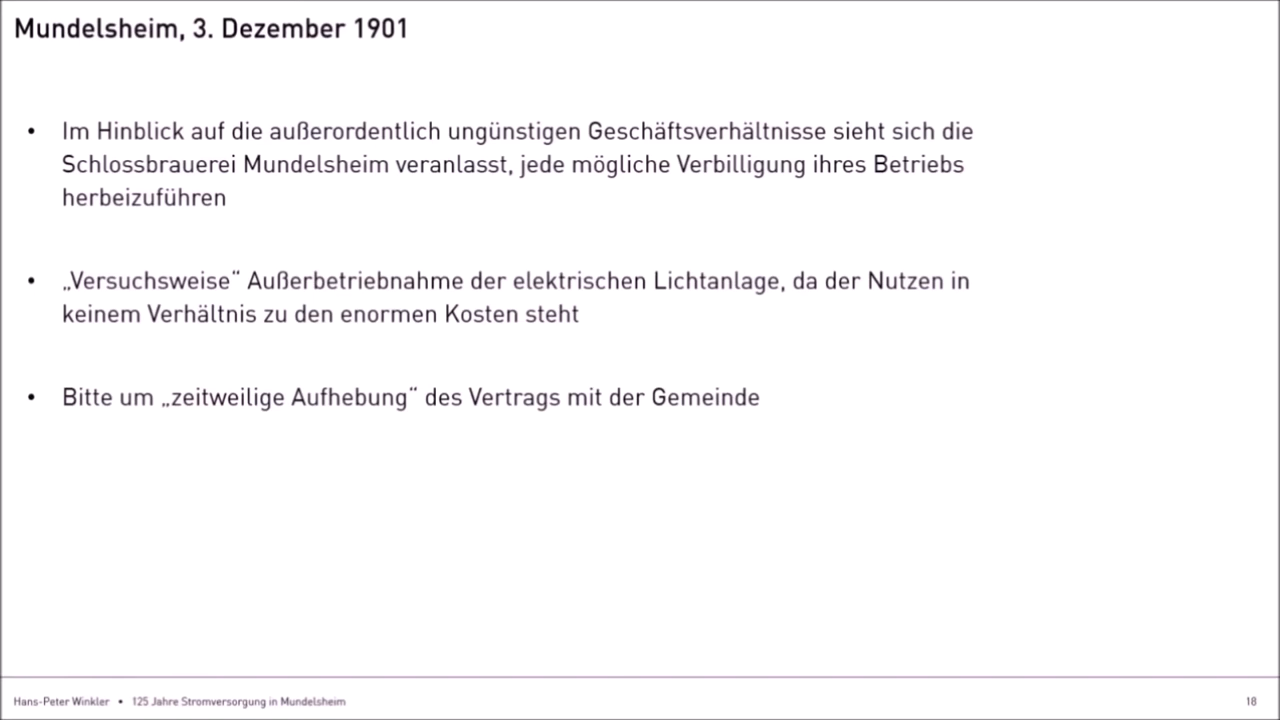 Mundelsheim, 3. Dezember 1901
• Im Hinblick auf die außerordentlich ungünstigen Geschäftsverhältnisse sieht sich die
Schlossbrauerei Mundelsheim veranlasst, jede mögliche Verbilligung ihres Betriebs
herbeizuführen
• „Versuchsweise“ Außerbetriebnahme der elektrischen Lichtanlage, da der Nutzen in
keinem Verhältnis zu den enormen Kosten steht
• Bitte um „zeitweilige Aufhebung“ des Vertrags mit der Gemeinde
Hans-Peter Winkler • 125 Jahre Stromversorgung in Mundelsheim
18